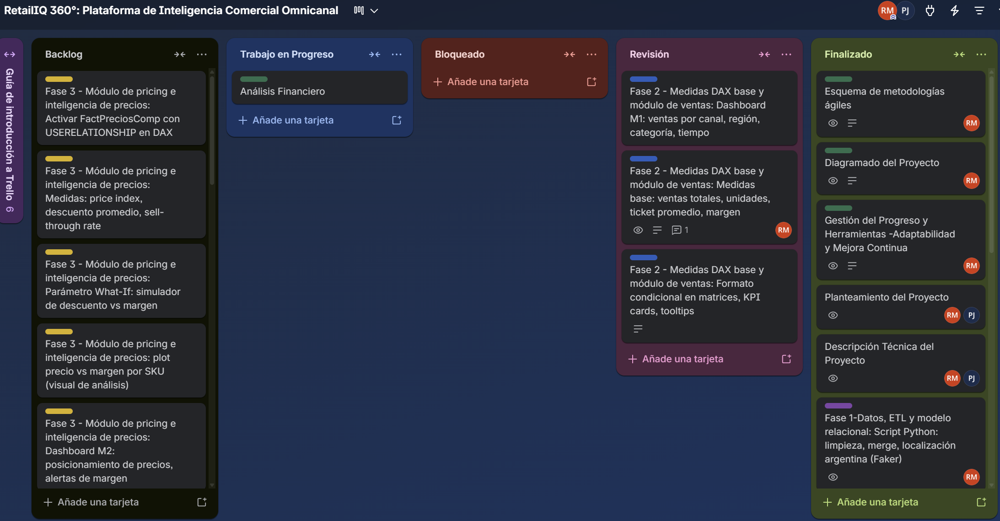 RetailIQ 360°: Plataforma de Inteligencia Comercial Omnicanal
RM
PJ
Guía de introducción a Trello 6
Backlog
Fase 3 - Módulo de pricing e
inteligencia de precios:
Activar FactPreciosComp con
USERELATIONSHIP en DAX
Fase 3 - Módulo de pricing e
inteligencia de precios:
Medidas: price index,
descuento promedio, sell-
through rate
Fase 3 - Módulo de pricing e
inteligencia de precios:
Parámetro What-If: simulador
de descuento vs margen
Fase 3 - Módulo de pricing e
inteligencia de precios: plot
precio vs margen por SKU
(visual de análisis)
Fase 3 - Módulo de pricing e
inteligencia de precios:
Dashboard M2:
posicionamiento de precios,
alertas de margen
Añade una tarjeta
Trabajo en Progreso
Análisis Financiero
Añade una tarjeta
Bloqueado
Añade una tarjeta
Revisión
Fase 2 - Medidas DAX base y
módulo de ventas: Dashboard
M1: ventas por canal, región,
categoría, tiempo
Fase 2 - Medidas DAX base y
módulo de ventas: Medidas
base: ventas totales, unidades,
ticket promedio, margen
1
RM
Fase 2 - Medidas DAX base y
módulo de ventas: Formato
condicional en matrices, KPI
cards, tooltips
Añade una tarjeta
Finalizado
Esquema de metodologías
ágiles
RM
Diagramado del Proyecto
RM
Gestión del Progreso y
Herramientas -Adaptabilidad
y Mejora Continua
RM
Planteamiento del Proyecto
RM PJ
Descripción Técnica del
Proyecto
RM PJ
Fase 1-Datos, ETL y modelo
relacional: Script Python:
limpieza, merge, localización
argentina (Faker)
RM
Añade una tarjeta